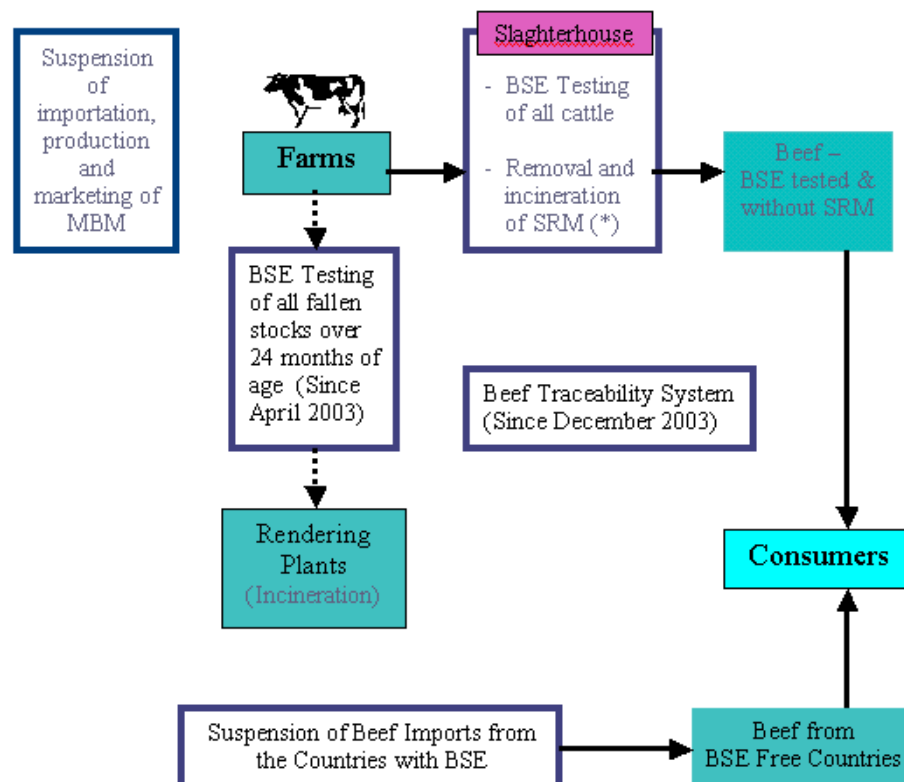 Suspension
of
importation,
production
and
marketing of
MBM
Farms
Slaghterhouse
- BSE Testing
of all cattle
- Removal and
incineration
of SRM (*)
Beef –
BSE tested &
without SRM
BSE Testing
of all fallen
stocks over
24 months of
age (Since
April 2003)
Beef Traceability System
(Since December 2003)
Rendering
Plants
(Incineration)
Consumers
Suspension of Beef Imports from
the Countries with BSE
Beef from
BSE Free Countries